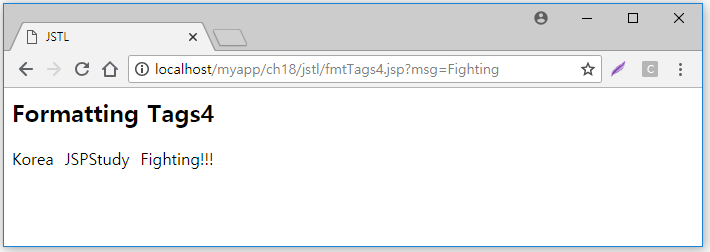 JSTL
localhost/myapp/ch18/jstl/fmtTags4.jsp?msg=Fighting
C
Formatting Tags4
Korea JSPStudy Fighting!!!